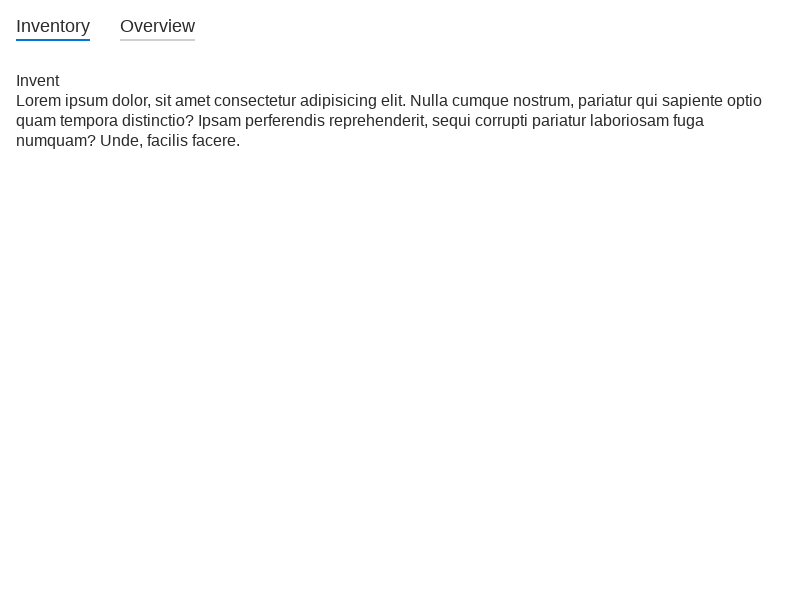 Inventory Overview
Invent
Lorem ipsum dolor, sit amet consectetur adipisicing elit. Nulla cumque nostrum, pariatur qui sapiente optio
quam tempora distinctio? Ipsam perferendis reprehenderit, sequi corrupti pariatur laboriosam fuga
numquam? Unde, facilis facere.